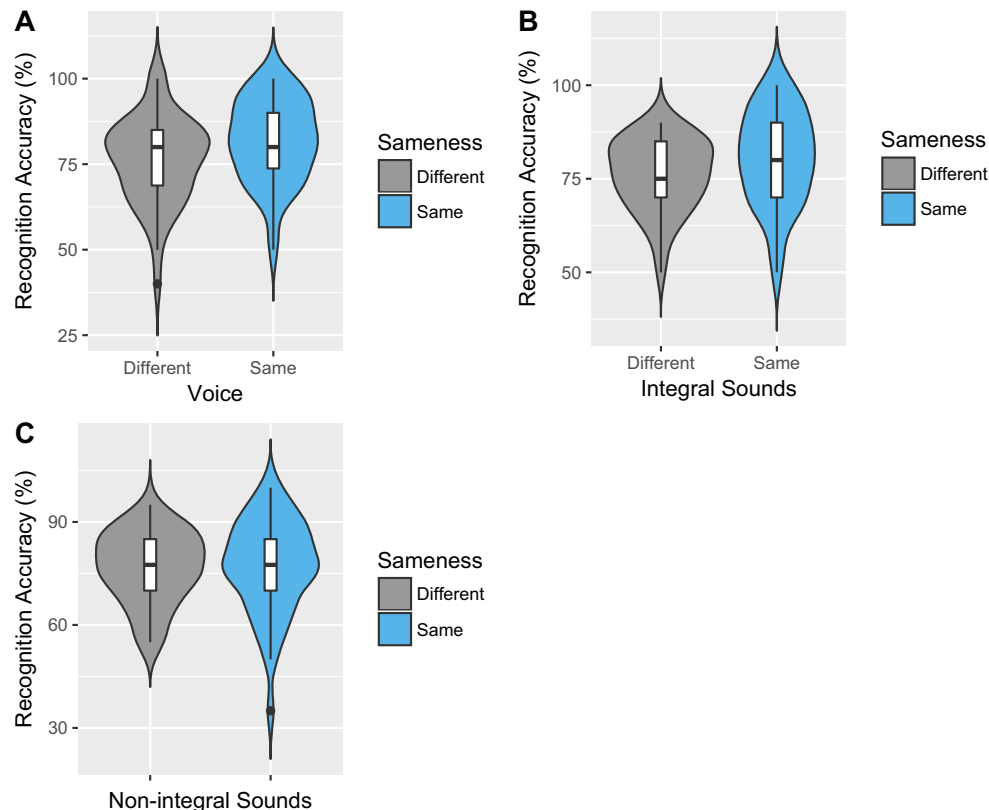 A
Recognition Accuracy (%)
100
75
50
25
Different Same
Voice
Sameness
Different
Same
B
Recognition Accuracy (%)
100
75
50
Different Same
Integral Sounds
Sameness
Different
Same
C
Recognition Accuracy (%)
90
60
30
Non-integral Sounds
Sameness
Different
Same